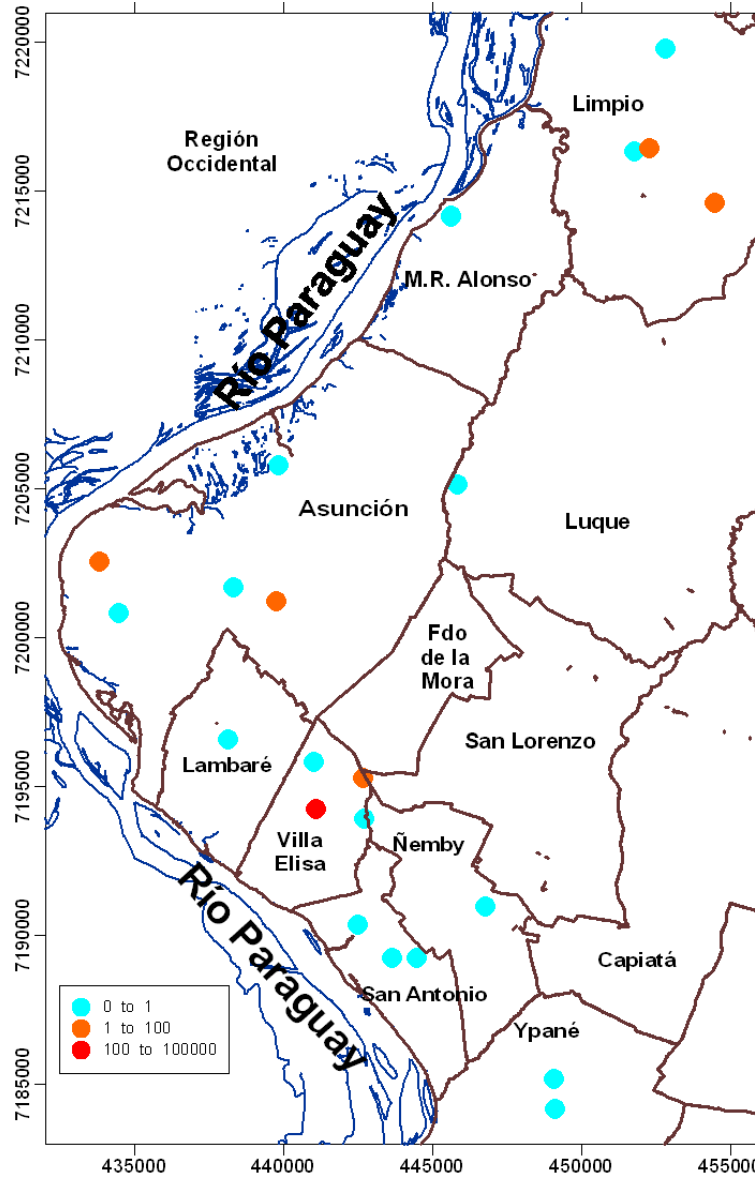 7220000
7215000
7210000
7205000
7200000
7195000
7190000
7185000
Limpio
Región
Occidental
Río Paraguay
M.R. Alonso
Asunción
Luque
Fdo
de la
Mora
San Lorenzo
Lambaré
Villa
Elisa
Ñemby
Río Paraguay
Capiatá
San Antonio
Ypané
0 to 1
1 to 100
100 to 100000
435000
440000
445000
450000